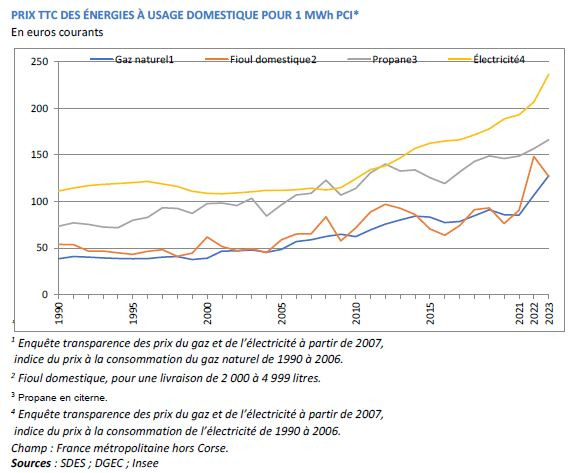 PRIX TTC DES ÉNERGIES À USAGE DOMESTIQUE POUR 1 MWh PCI*
En euros courants
Gaz naturel1 Fioul domestique2 Propane3 Électricité4
250
200
150
100
50
0
1990 1995 2000 2005 2010 2015 2021 2022 2023
1 Enquête transparence des prix du gaz et de l'électricité à partir de 2007,
indice du prix à la consommation du gaz naturel de 1990 à 2006.
2 Fioul domestique, pour une livraison de 2 000 à 4 999 litres.
3 Propane en citerne.
4 Enquête transparence des prix du gaz et de l'électricité à partir de 2007,
indice du prix à la consommation de l'électricité de 1990 à 2006.
Champ : France métropolitaine hors Corse.
Sources : SDES ; DGEC ; Insee